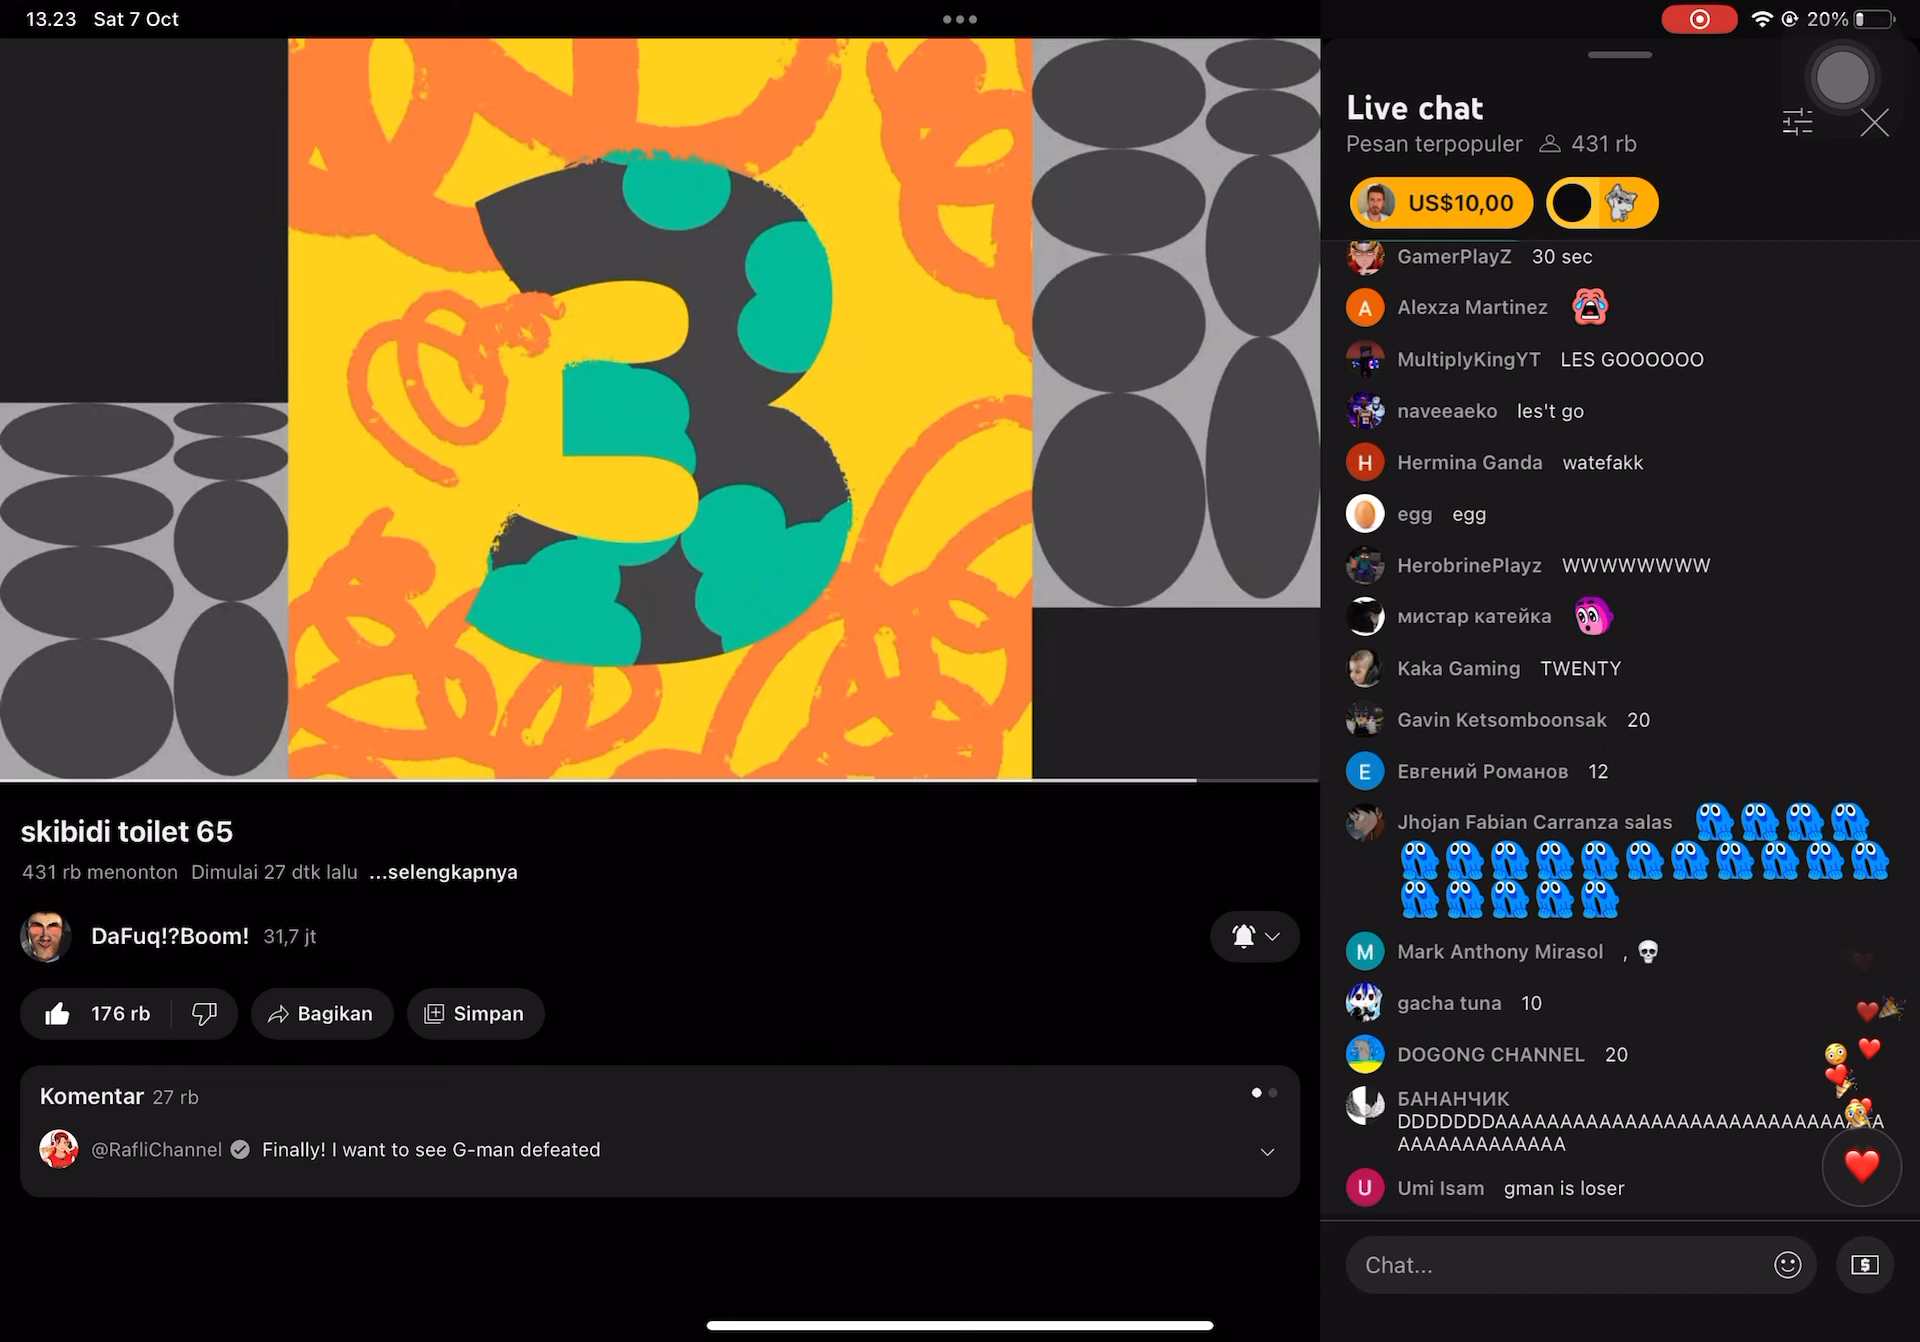 13.23 Sat 7 Oct
20%
3
skibidi toilet 65
431 rb menonton Dimulai 27 dtk lalu ...selengkapnya
DaFuq!?Boom! 31,7 jt
176 rb
Bagikan
Simpan
Komentar 27 rb
@RafliChannel Finally! I want to see G-man defeated
Live chat
Pesan terpopuler 431 rb
US$10,00
GamerPlayZ 30 sec
A Alexza Martinez
MultiplyKingYT LES GOOOOOO
naveeaeko les't go
H Hermina Ganda watefakk
egg egg
HerobrinePlayz WWWWWWWW
мистар катейка
Kaka Gaming TWENTY
Gavin Ketsomboonsak 20
Е Евгений Романов 12
Jhojan Fabian Carranza salas
M Mark Anthony Mirasol , 💀
gacha tuna 10
DOGONG CHANNEL 20
БАНАНЧИК
U Umi Isam gman is loser
Chat...